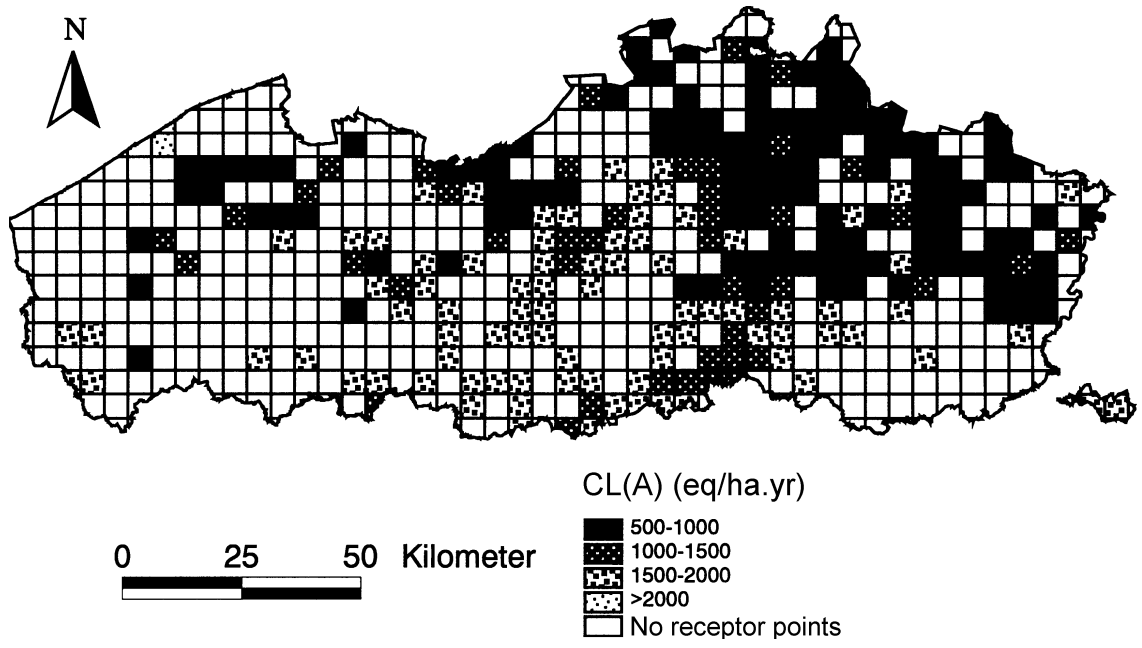 N
CL(A) (eq/ha.yr)
500-1000
1000-1500
1500-2000
>2000
No receptor points
0 25 50 Kilometer